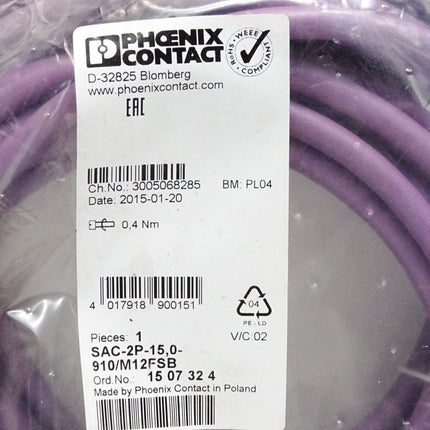 PHOENIX
CONTACT
D-32825 Blomberg
www.phoenixcontact.com
RoHS · WEEE · COMPLIANT
EAC
Ch.No.: 3005068285 BM: PL04
Date: 2015-01-20
0,4 Nm
4 017918 900151
04
PE-LD
Pieces: 1 V/C:02
SAC-2P-15,0-
910/M12FSB
Ord.No.: 15 07 32 4
Made by Phoenix Contact in Poland